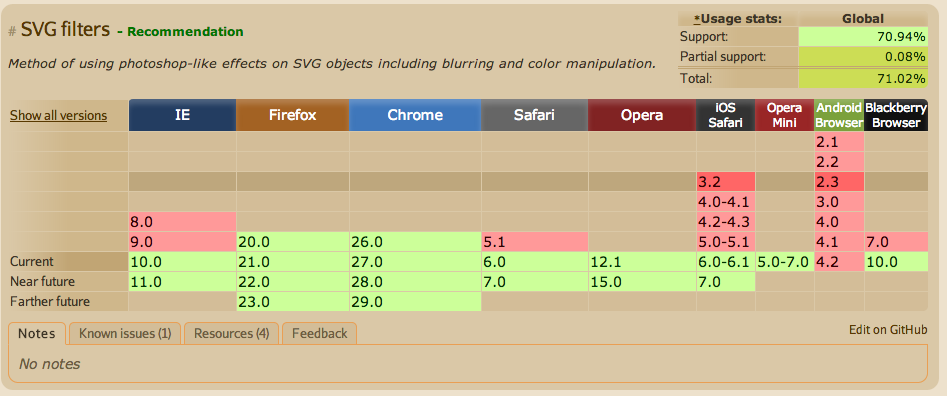 # SVG filters - Recommendation
*Usage stats: Global
Support: 70.94%
Partial support: 0.08%
Total: 71.02%
Method of using photoshop-like effects on SVG objects including blurring and color manipulation.
Show all versions IE Firefox Chrome Safari Opera iOS Safari Opera Mini Android Browser Blackberry Browser
2.1
2.2
3.2 2.3
4.0-4.1 3.0
8.0 4.2-4.3 4.0
9.0 20.0 26.0 5.1 5.0-5.1 4.1 7.0
Current 10.0 21.0 27.0 6.0 12.1 6.0-6.1 5.0-7.0 4.2 10.0
Near future 11.0 22.0 28.0 7.0 15.0 7.0
Farther future 23.0 29.0
Notes Known issues (1) Resources (4) Feedback Edit on GitHub
No notes